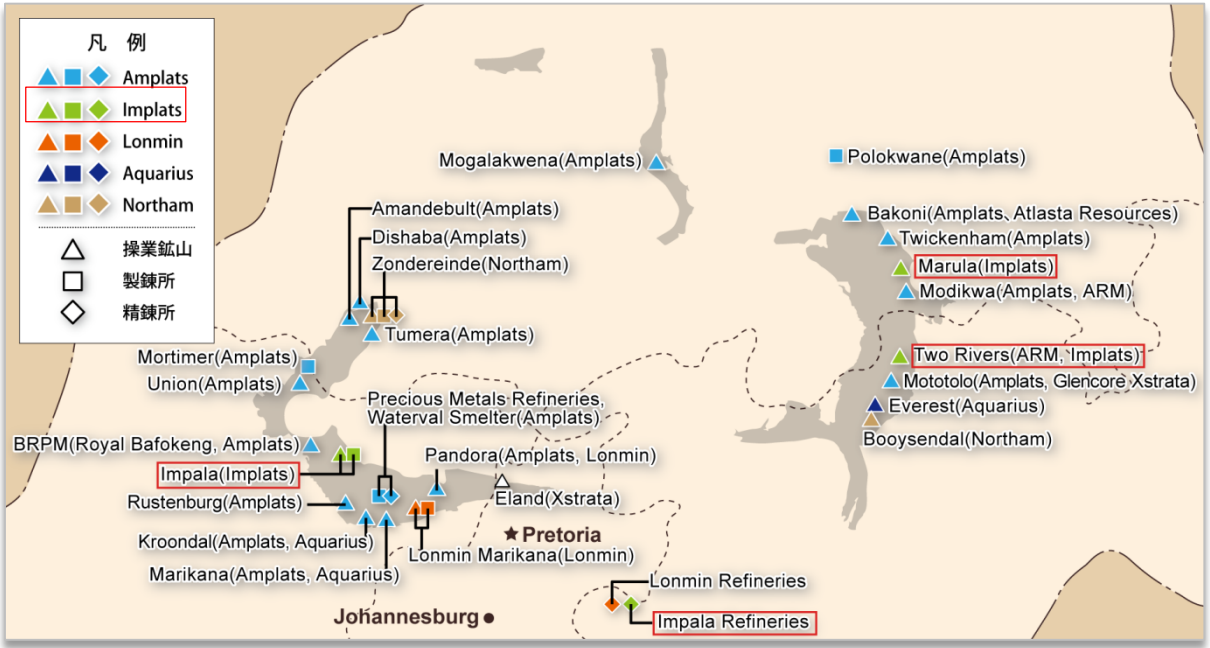 凡 例
Amplats
Implats
Lonmin
Aquarius
Northam
操業鉱山
製錬所
精錬所
Mogalakwena(Amplats)
Polokwane(Amplats)
Amandebult(Amplats)
Dishaba(Amplats)
Zondereinde(Northam)
Bakoni(Amplats、Atlasta Resources)
Twickenham(Amplats)
Marula(Implats)
Modikwa(Amplats, ARM)
Tumera(Amplats)
Mortimer(Amplats)
Union(Amplats)
Two Rivers(ARM, Implats)
Mototolo(Amplats, Glencore Xstrata)
Everest(Aquarius)
Booysendal(Northam)
Precious Metals Refineries,
Waterval Smelter(Amplats)
BRPM(Royal Bafokeng, Amplats)
Impala(Implats)
Pandora(Amplats, Lonmin)
Rustenburg(Amplats)
Eland(Xstrata)
Kroondal(Amplats, Aquarius)
Pretoria
Lonmin Marikana(Lonmin)
Marikana(Amplats, Aquarius)
Lonmin Refineries
Johannesburg
Impala Refineries